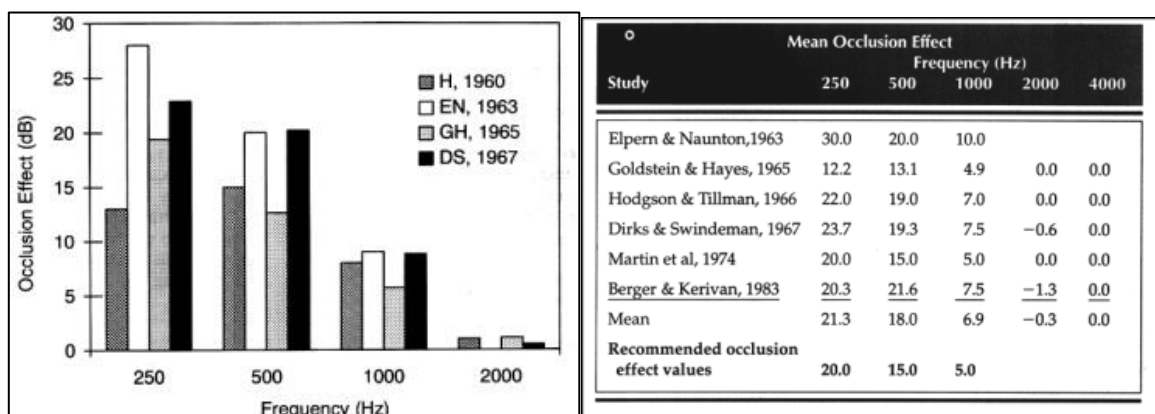 30
25
20
15
10
5
0
Occlusion Effect (dB)
H, 1960
EN, 1963
GH, 1965
DS, 1967
250 500 1000 2000
Frequency (Hz)
Mean Occlusion Effect
Frequency (Hz)
Study 250 500 1000 2000 4000
Elpern & Naunton,1963 30.0 20.0 10.0
Goldstein & Hayes, 1965 12.2 13.1 4.9 0.0 0.0
Hodgson & Tillman, 1966 22.0 19.0 7.0 0.0 0.0
Dirks & Swindeman, 1967 23.7 19.3 7.5 −0.6 0.0
Martin et al, 1974 20.0 15.0 5.0 0.0 0.0
Berger & Kerivan, 1983 20.3 21.6 7.5 −1.3 0.0
Mean 21.3 18.0 6.9 −0.3 0.0
Recommended occlusion
effect values 20.0 15.0 5.0